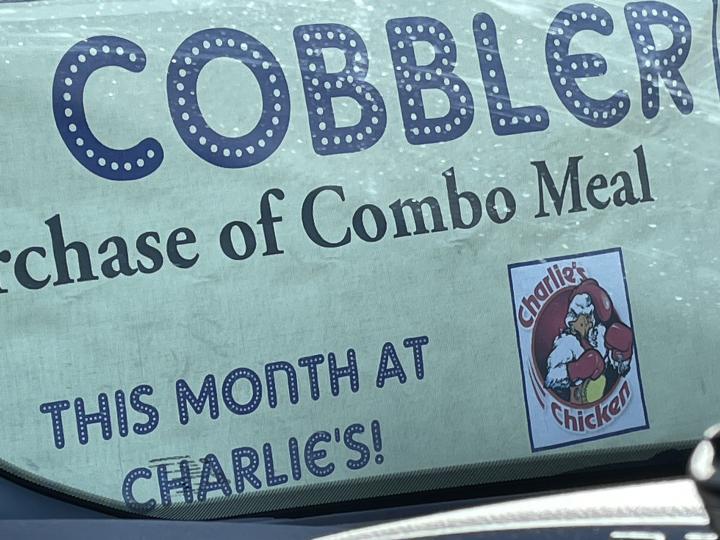 COBBLER
rchase of Combo Meal
Charlie's
Chicken
THIS MONTH AT
CHARLIE'S!